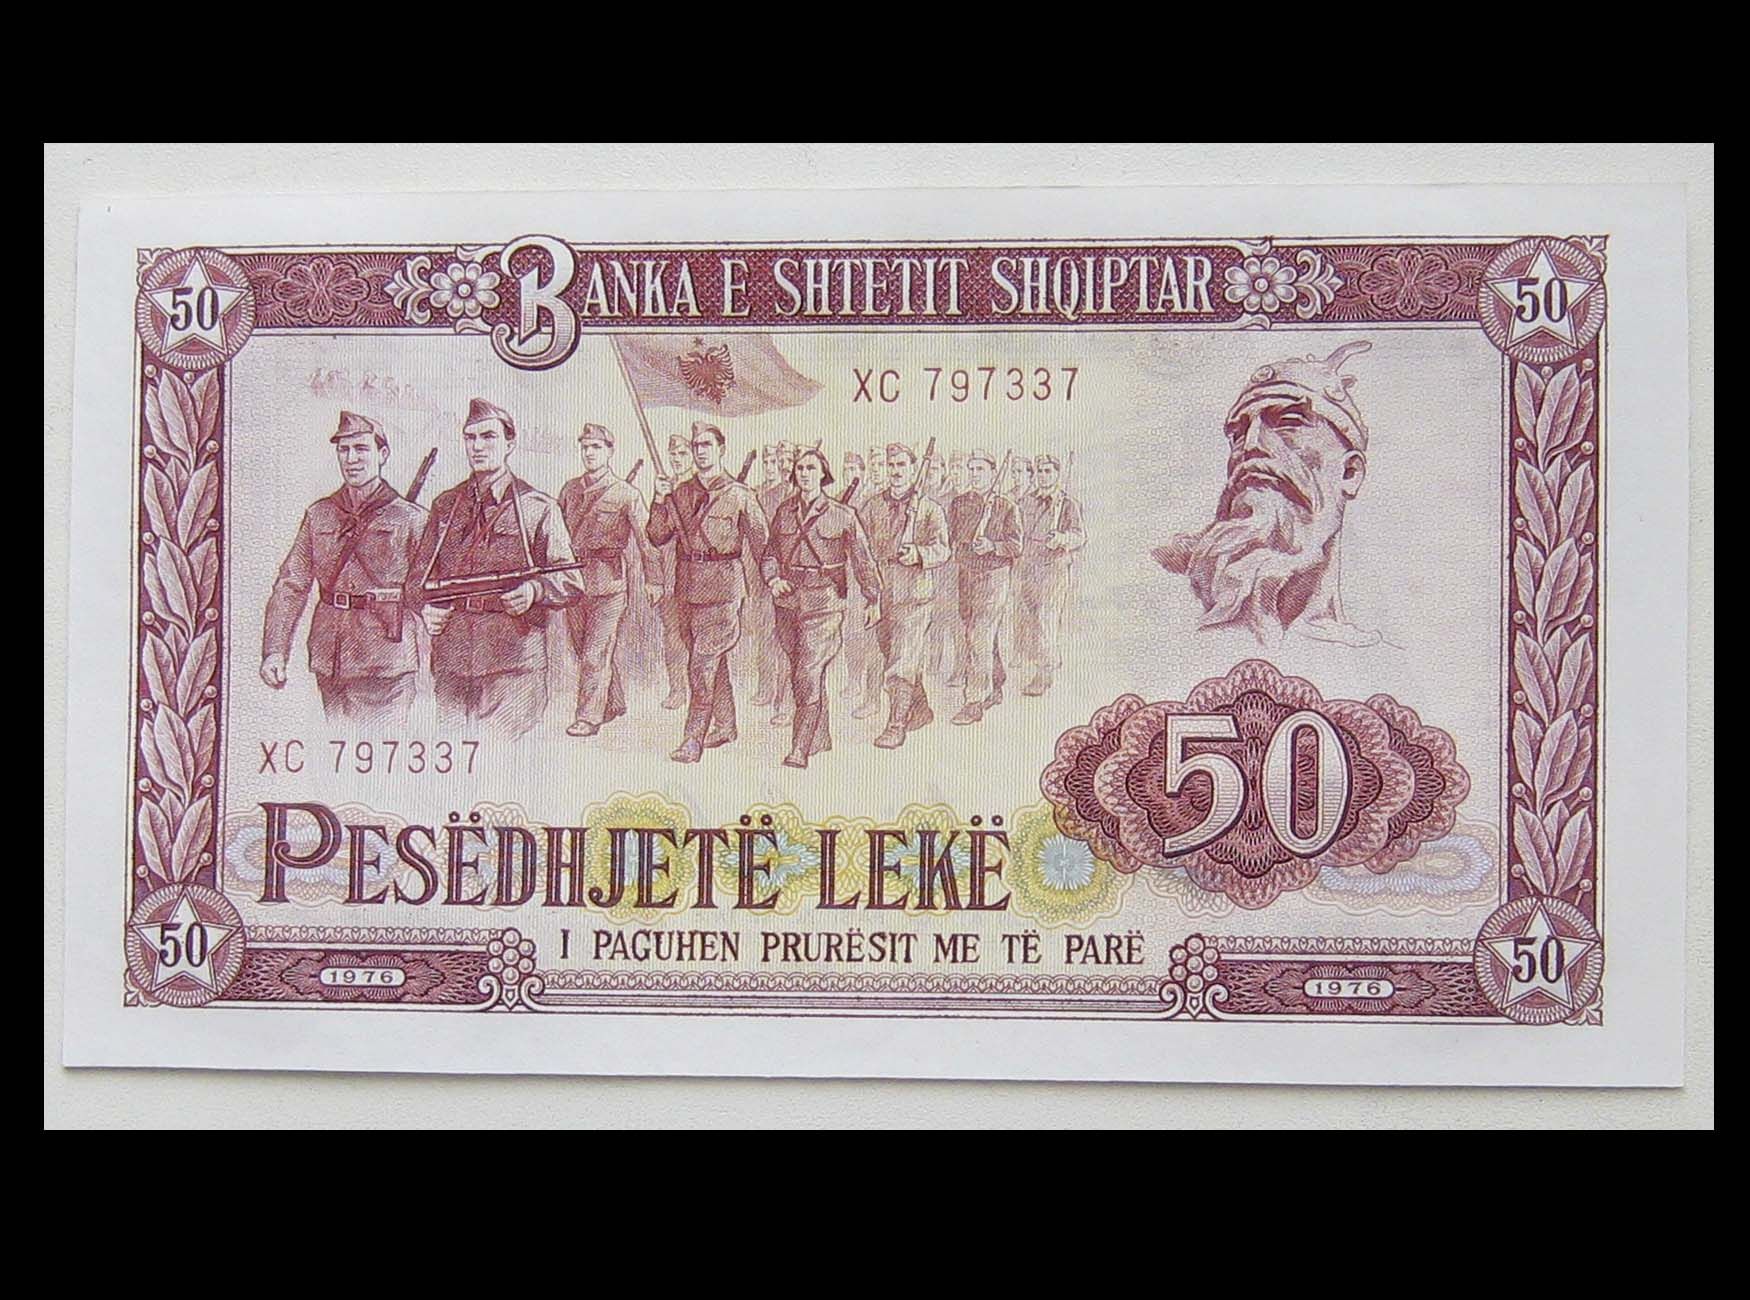 50 BANKA E SHTETIT SHQIPTAR 50
XC 797337
XC 797337
50
PESËDHJETË LEKË
I PAGUHEN PRURËSIT ME TË PARË
50 50
1976 1976